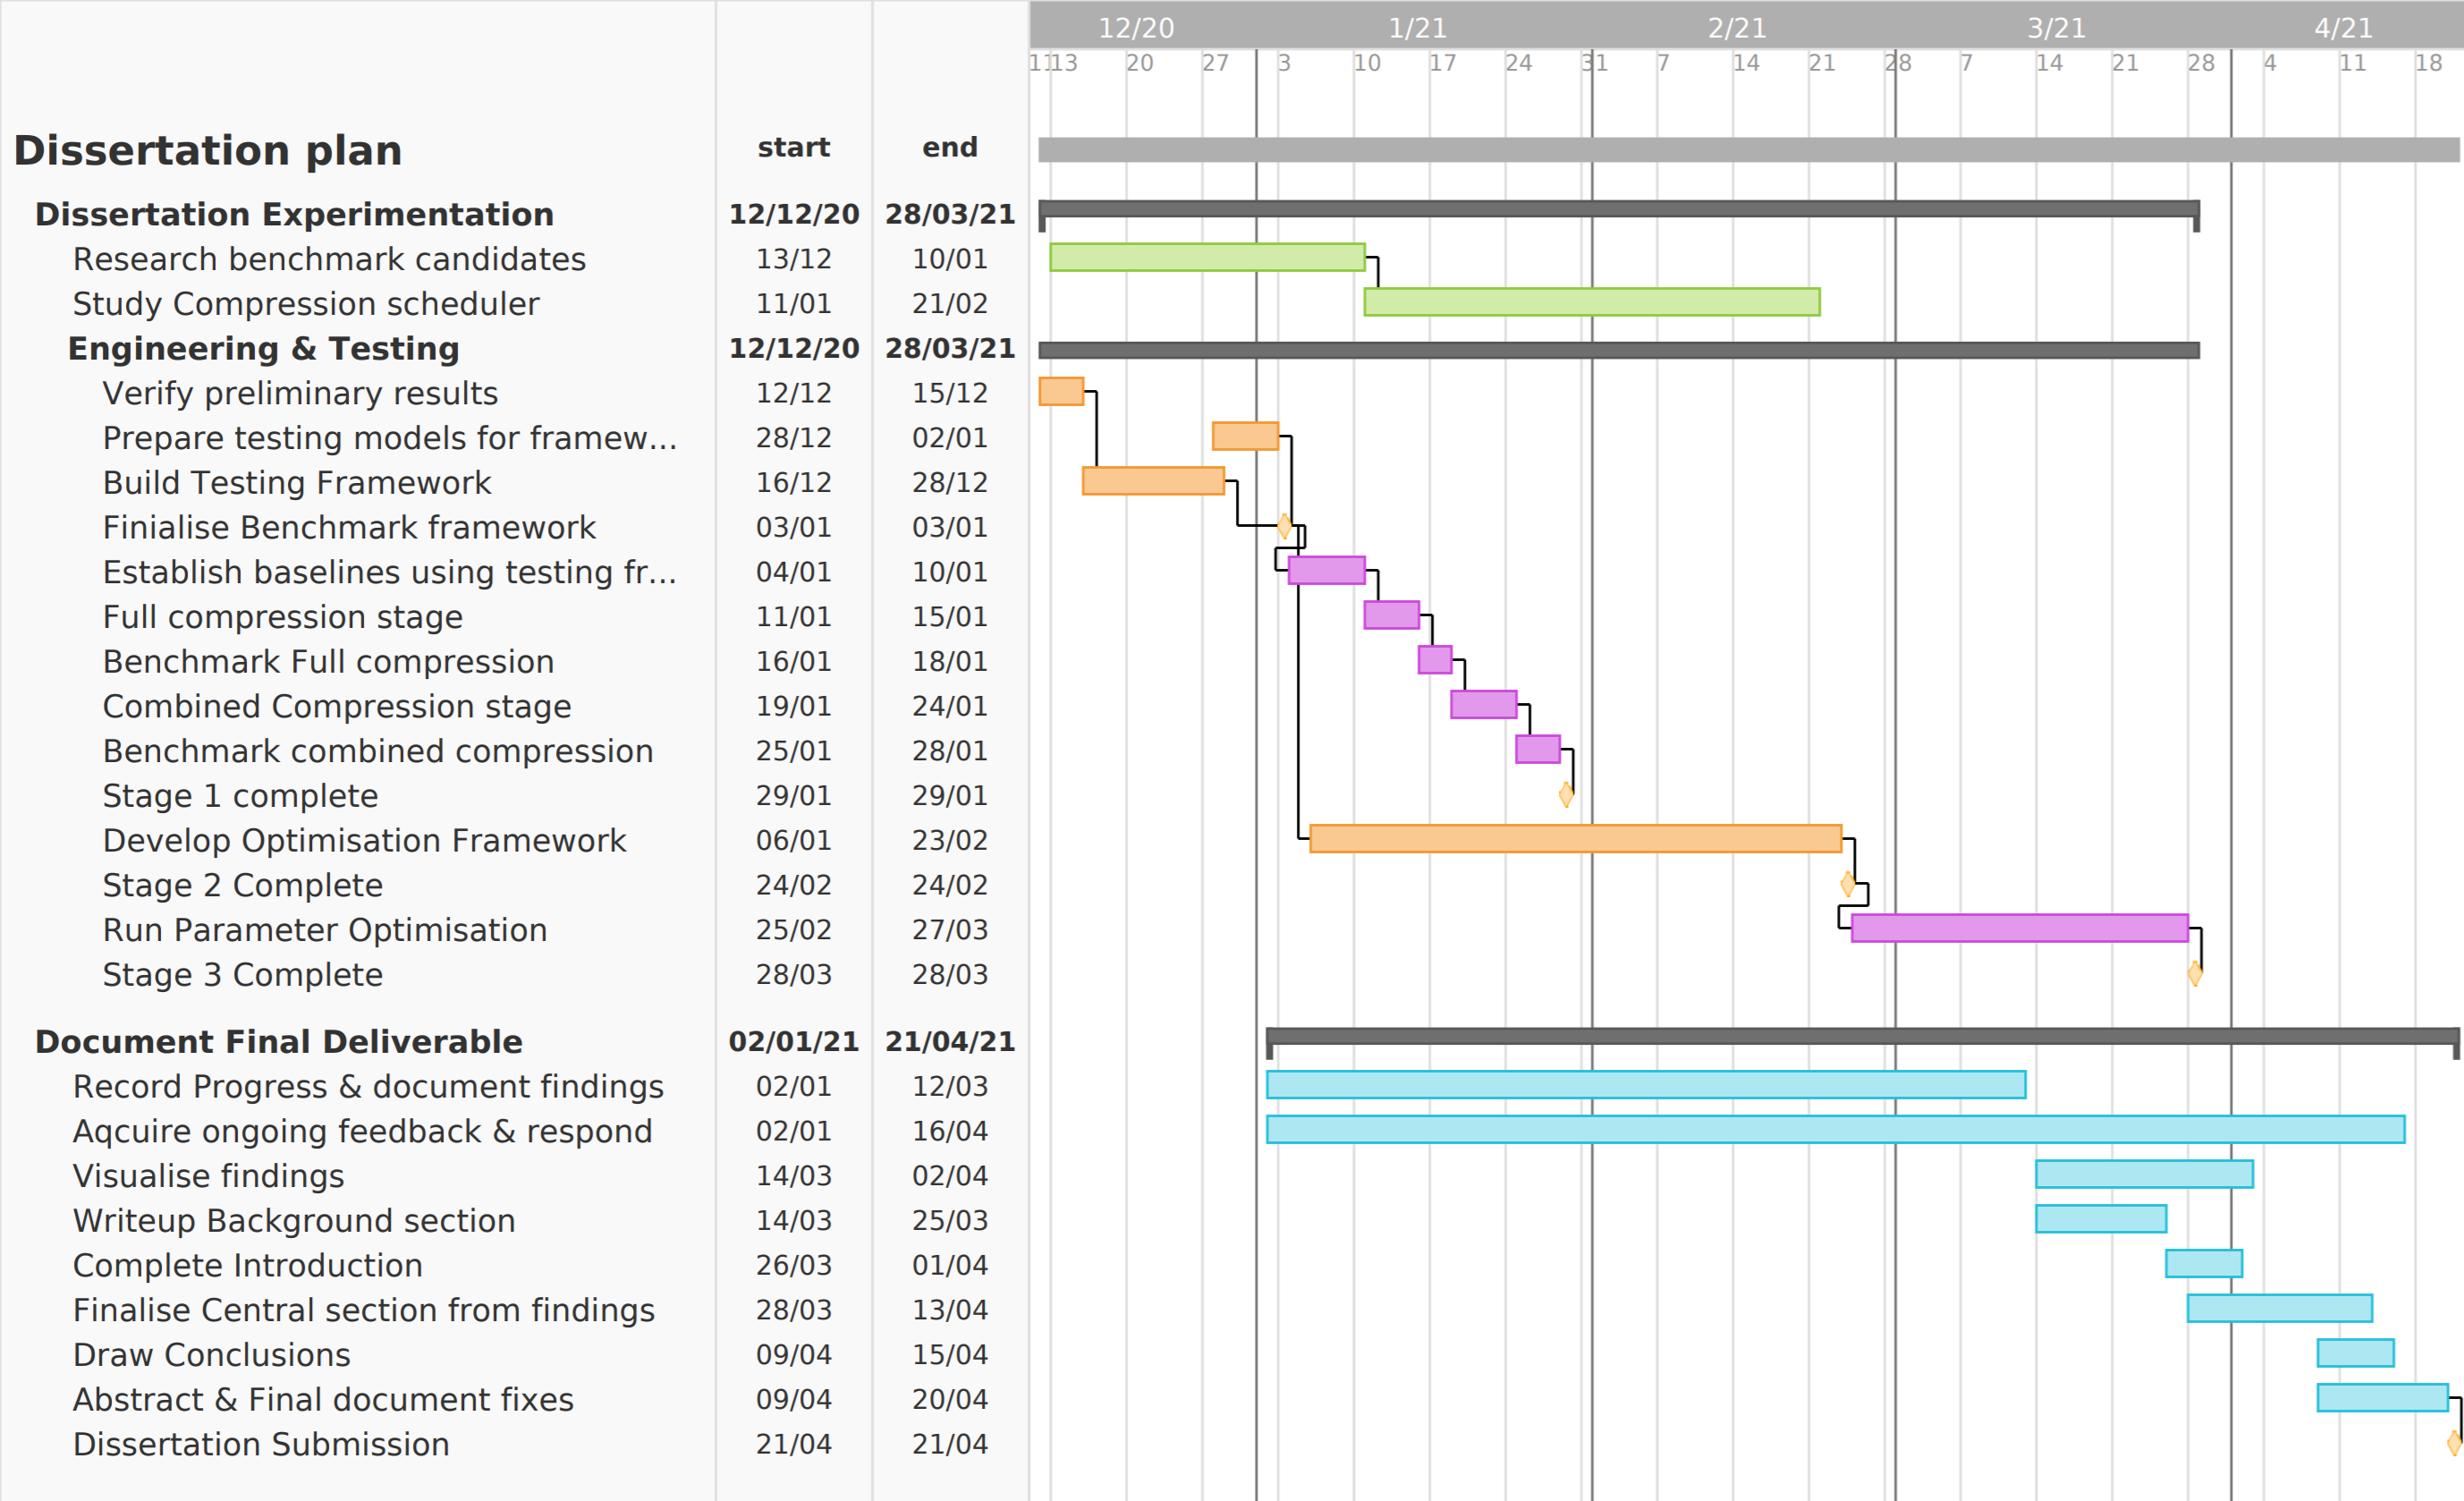 12/20 1/21 2/21 3/21 4/21
11 13 20 27 3 10 17 24 31 7 14 21 28 7 14 21 28 4 11 18
Dissertation plan start end
Dissertation Experimentation 12/12/20 28/03/21
Research benchmark candidates 13/12 10/01
Study Compression scheduler 11/01 21/02
Engineering & Testing 12/12/20 28/03/21
Verify preliminary results 12/12 15/12
Prepare testing models for framew... 28/12 02/01
Build Testing Framework 16/12 28/12
Finialise Benchmark framework 03/01 03/01
Establish baselines using testing fr... 04/01 10/01
Full compression stage 11/01 15/01
Benchmark Full compression 16/01 18/01
Combined Compression stage 19/01 24/01
Benchmark combined compression 25/01 28/01
Stage 1 complete 29/01 29/01
Develop Optimisation Framework 06/01 23/02
Stage 2 Complete 24/02 24/02
Run Parameter Optimisation 25/02 27/03
Stage 3 Complete 28/03 28/03
Document Final Deliverable 02/01/21 21/04/21
Record Progress & document findings 02/01 12/03
Aqcuire ongoing feedback & respond 02/01 16/04
Visualise findings 14/03 02/04
Writeup Background section 14/03 25/03
Complete Introduction 26/03 01/04
Finalise Central section from findings 28/03 13/04
Draw Conclusions 09/04 15/04
Abstract & Final document fixes 09/04 20/04
Dissertation Submission 21/04 21/04